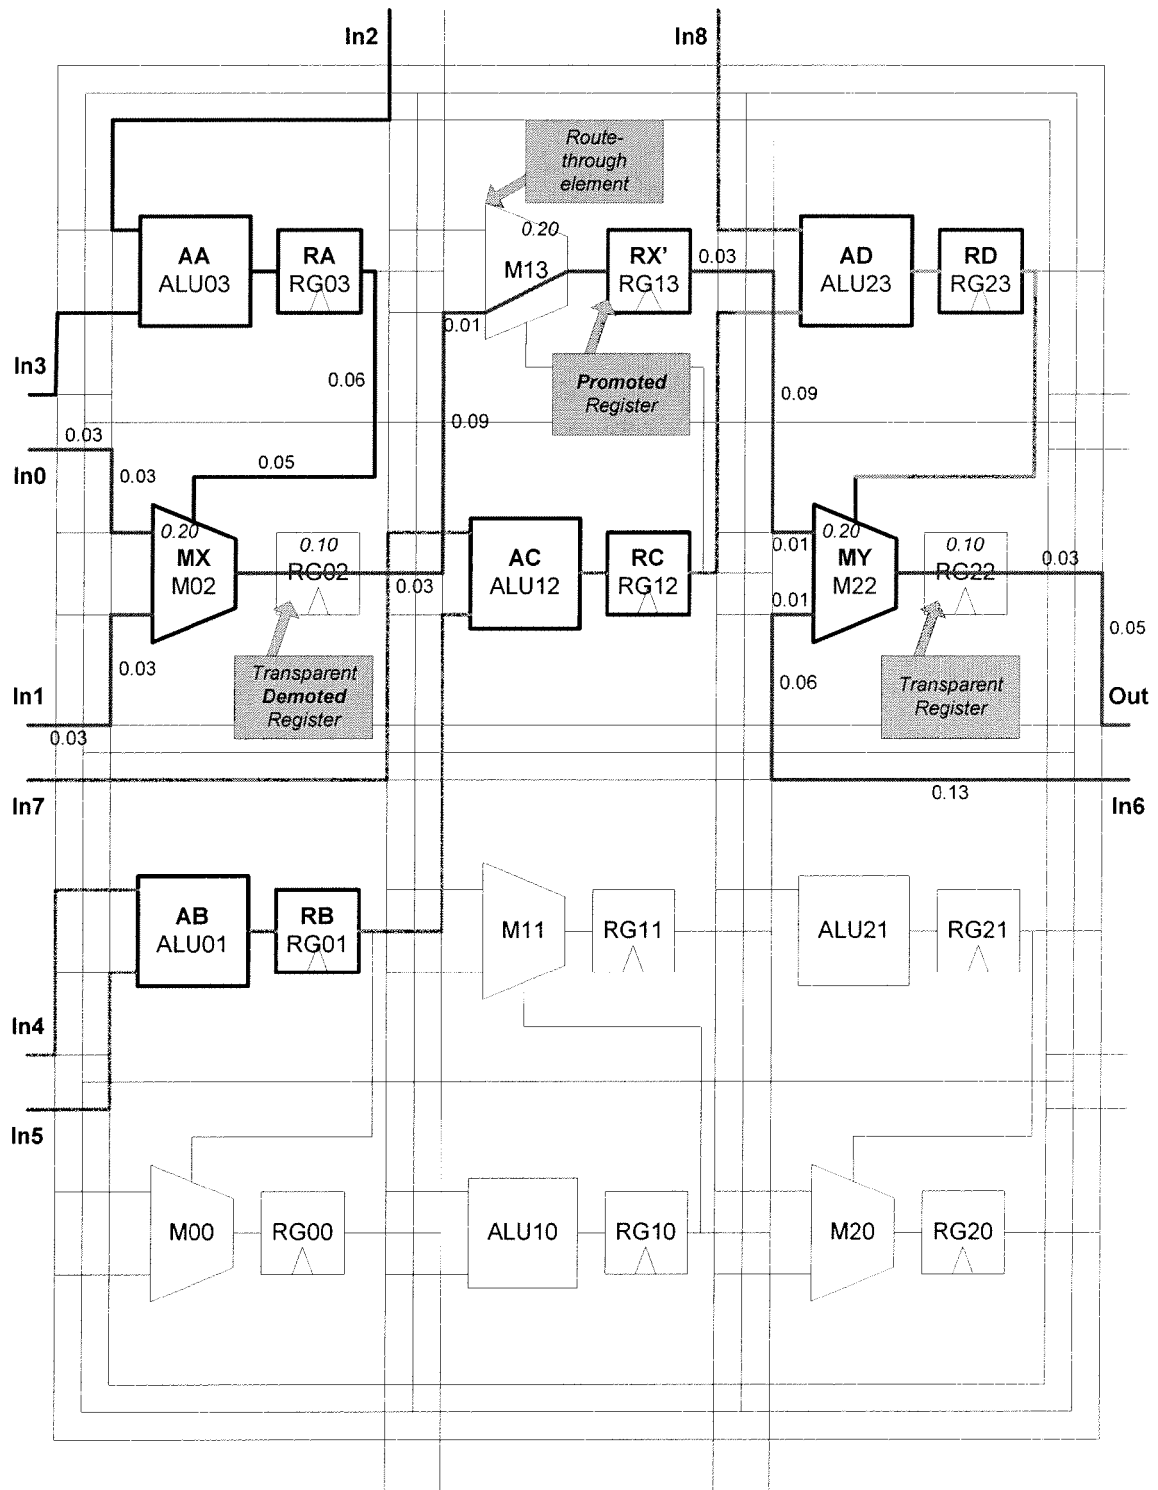 In2
In8
Route-
through
element
0.20
AA
ALU03
RA
RG03
M13
RX'
RG13
0.03
AD
ALU23
RD
RG23
0.01
In3
0.06
Promoted
Register
0.09
0.09
0.03
In0
0.03
0.05
0.20
MX
M02
0.10
RG02
0.03
AC
ALU12
RC
RG12
0.01
0.20
MY
M22
0.10
RG22
0.03
0.01
0.05
In1
0.03
0.03
Transparent
Demoted
Register
0.06
Transparent
Register
Out
In7
0.13
In6
AB
ALU01
RB
RG01
M11
RG11
ALU21
RG21
In4
In5
M00
RG00
ALU10
RG10
M20
RG20